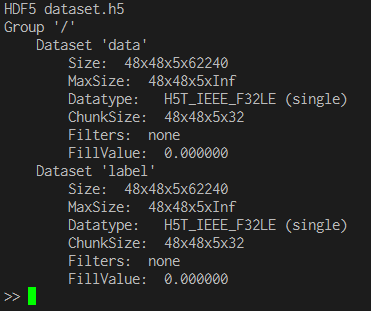 HDF5 dataset.h5
Group '/'
    Dataset 'data'
        Size:  48x48x5x62240
        MaxSize:  48x48x5xInf
        Datatype:   H5T_IEEE_F32LE (single)
        ChunkSize:  48x48x5x32
        Filters:  none
        FillValue:  0.000000
    Dataset 'label'
        Size:  48x48x5x62240
        MaxSize:  48x48x5xInf
        Datatype:   H5T_IEEE_F32LE (single)
        ChunkSize:  48x48x5x32
        Filters:  none
        FillValue:  0.000000
>>